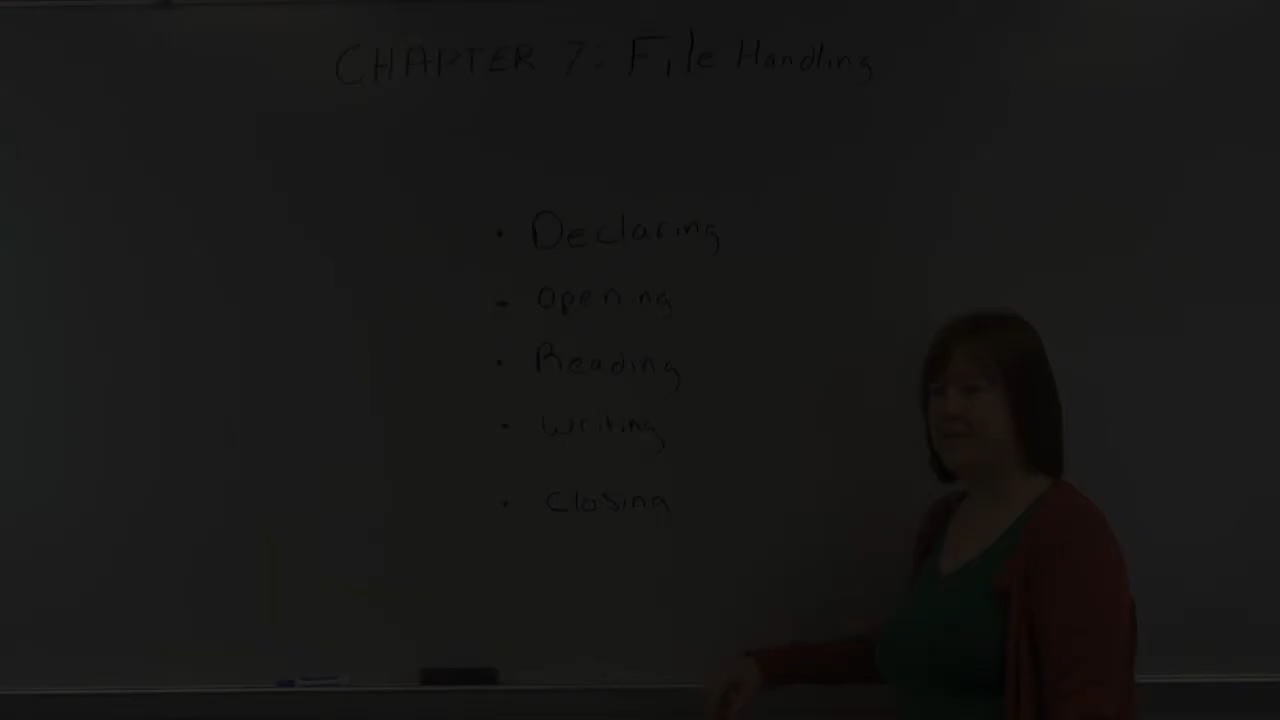 CHAPTER 7: File Handling
• Declaring
• Opening
• Reading
• Writing
• Closing